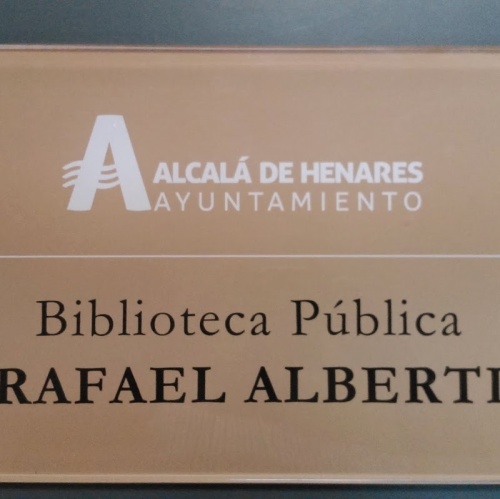 ALCALÁ DE HENARES
AYUNTAMIENTO
Biblioteca Pública
RAFAEL ALBERTI